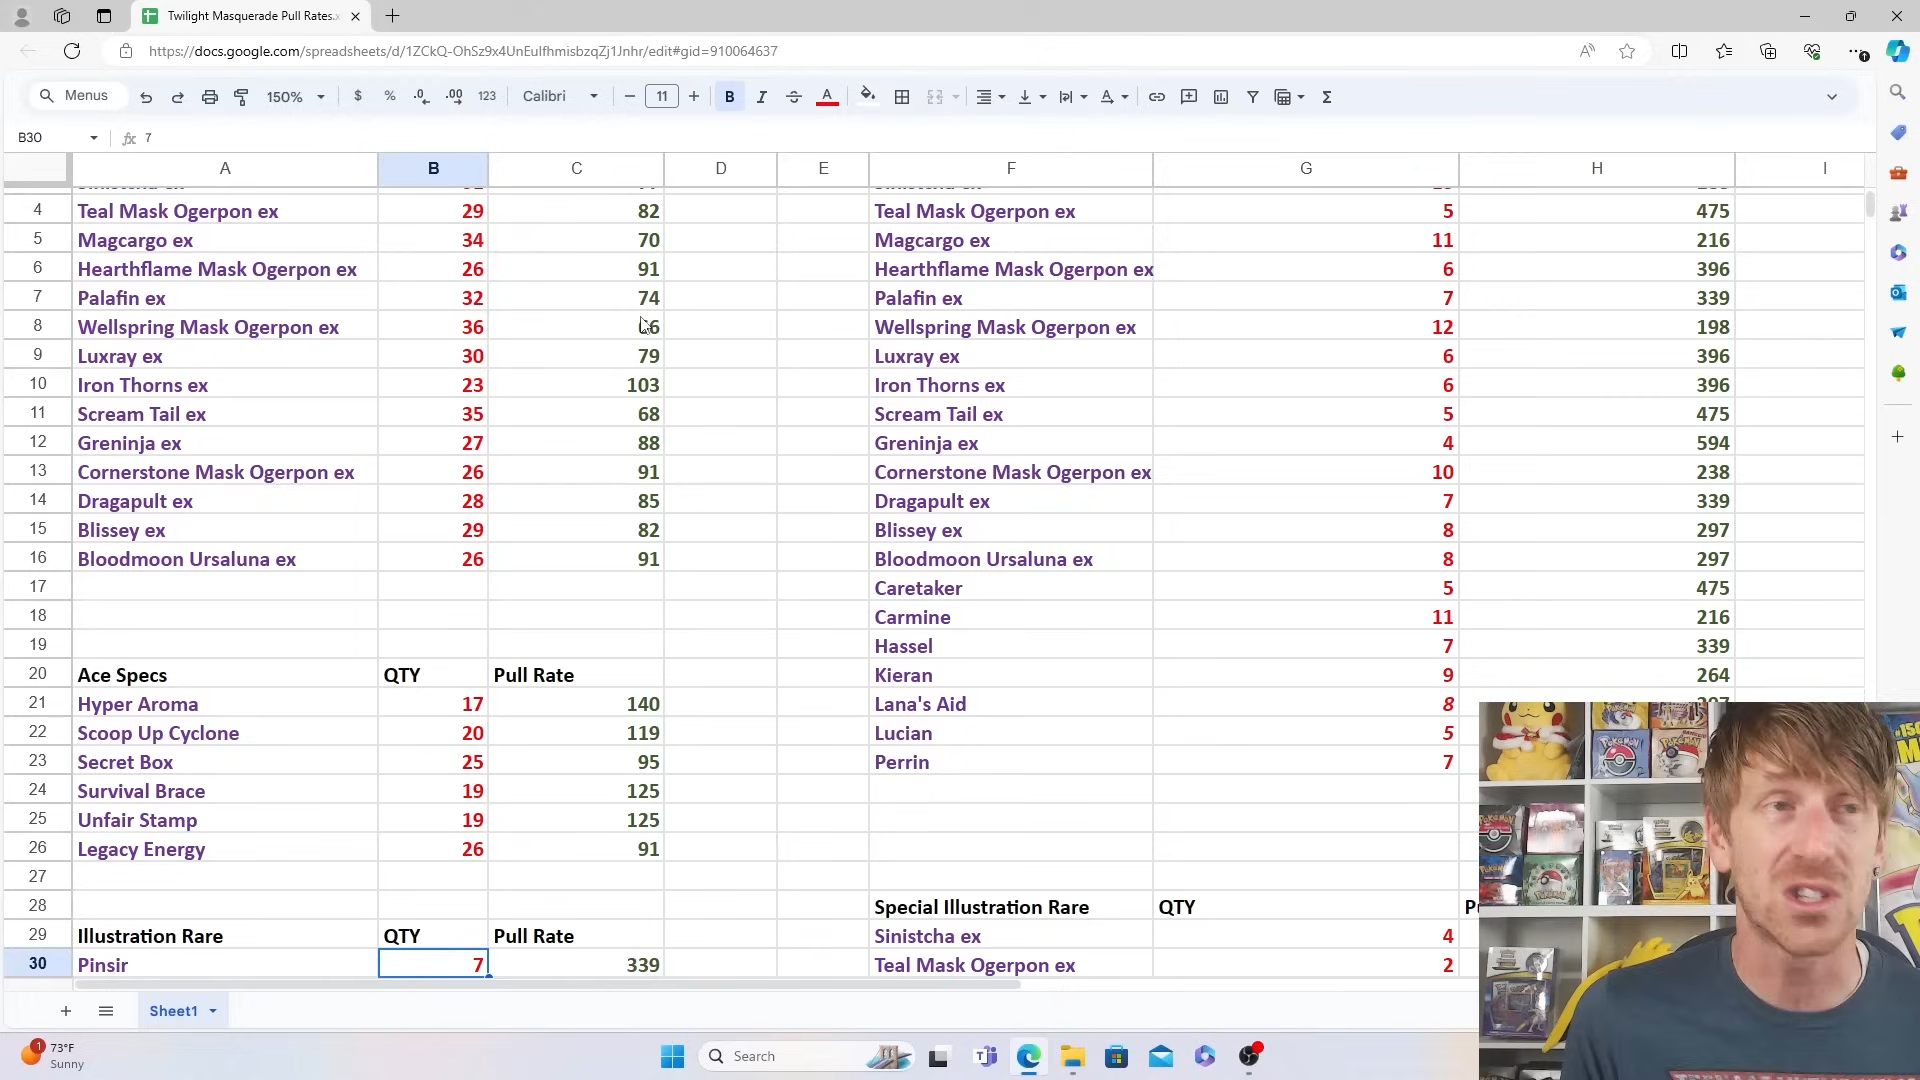 Twilight Masquerade Pull Rates.x
https://docs.google.com/spreadsheets/d/1ZCkQ-OhSz9x4UnEulfhmisbzqZj1Jnhr/edit#gid=910064637
Menus 150% $ % .0 .00 123 Calibri 11 B I S A
B30 fx 7
A B C D E F G H I
4 Teal Mask Ogerpon ex 29 82 Teal Mask Ogerpon ex 5 475
5 Magcargo ex 34 70 Magcargo ex 11 216
6 Hearthflame Mask Ogerpon ex 26 91 Hearthflame Mask Ogerpon ex 6 396
7 Palafin ex 32 74 Palafin ex 7 339
8 Wellspring Mask Ogerpon ex 36 66 Wellspring Mask Ogerpon ex 12 198
9 Luxray ex 30 79 Luxray ex 6 396
10 Iron Thorns ex 23 103 Iron Thorns ex 6 396
11 Scream Tail ex 35 68 Scream Tail ex 5 475
12 Greninja ex 27 88 Greninja ex 4 594
13 Cornerstone Mask Ogerpon ex 26 91 Cornerstone Mask Ogerpon ex 10 238
14 Dragapult ex 28 85 Dragapult ex 7 339
15 Blissey ex 29 82 Blissey ex 8 297
16 Bloodmoon Ursaluna ex 26 91 Bloodmoon Ursaluna ex 8 297
17 Caretaker 5 475
18 Carmine 11 216
19 Hassel 7 339
20 Ace Specs QTY Pull Rate Kieran 9 264
21 Hyper Aroma 17 140 Lana's Aid 8
22 Scoop Up Cyclone 20 119 Lucian 5
23 Secret Box 25 95 Perrin 7
24 Survival Brace 19 125
25 Unfair Stamp 19 125
26 Legacy Energy 26 91
27
28 Special Illustration Rare QTY
29 Illustration Rare QTY Pull Rate Sinistcha ex 4
30 Pinsir 7 339 Teal Mask Ogerpon ex 2
Sheet1
1 73°F
Sunny
Search